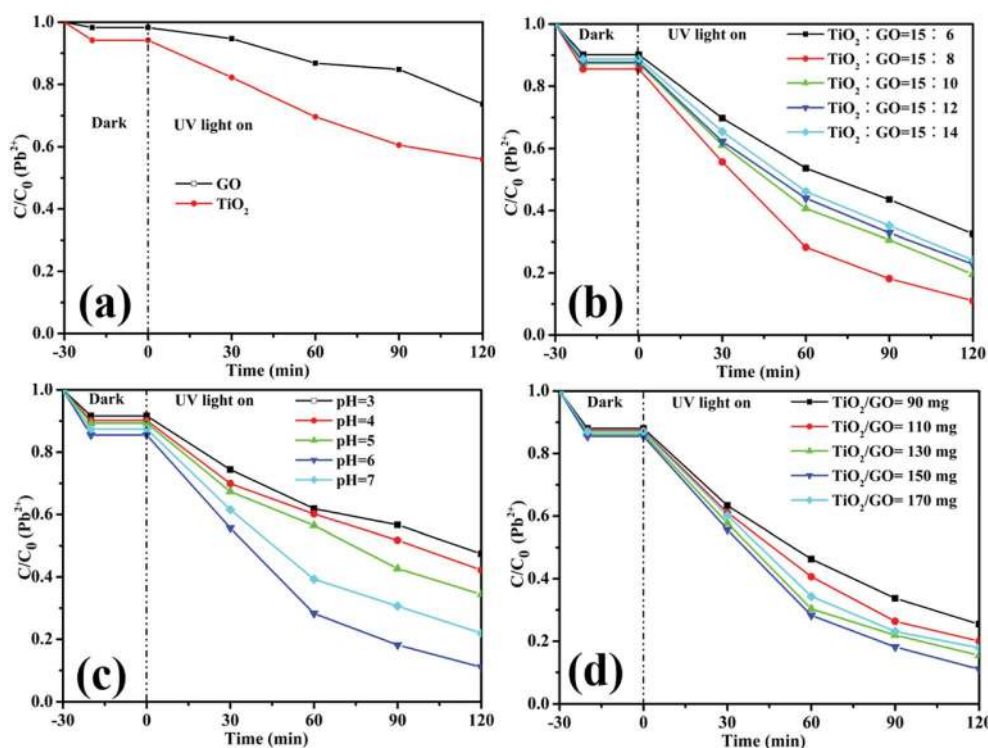 1.0
0.8
0.6
0.4
0.2
0.0
C/C₀ (Pb²⁺)
Dark
UV light on
GO
TiO₂
(a)
-30 0 30 60 90 120
Time (min)
1.0
0.8
0.6
0.4
0.2
0.0
C/C₀ (Pb²⁺)
Dark
UV light on
TiO₂：GO=15：6
TiO₂：GO=15：8
TiO₂：GO=15：10
TiO₂：GO=15：12
TiO₂：GO=15：14
(b)
-30 0 30 60 90 120
Time (min)
1.0
0.8
0.6
0.4
0.2
0.0
C/C₀ (Pb²⁺)
Dark
UV light on
pH=3
pH=4
pH=5
pH=6
pH=7
(c)
-30 0 30 60 90 120
Time (min)
1.0
0.8
0.6
0.4
0.2
0.0
C/C₀ (Pb²⁺)
Dark
UV light on
TiO₂/GO= 90 mg
TiO₂/GO= 110 mg
TiO₂/GO= 130 mg
TiO₂/GO= 150 mg
TiO₂/GO= 170 mg
(d)
-30 0 30 60 90 120
Time (min)